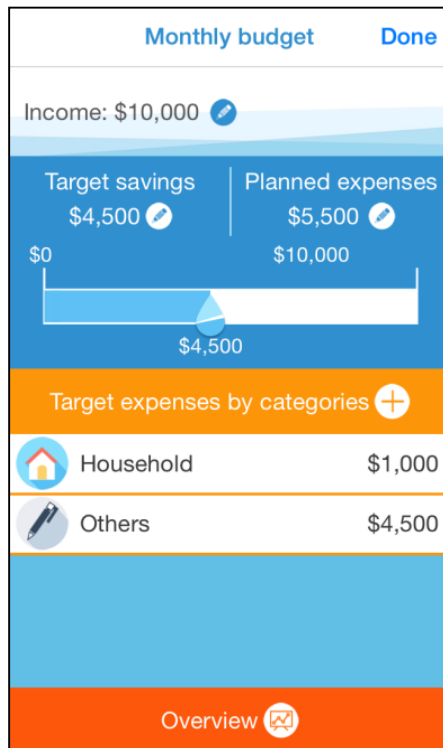 Monthly budget Done
Income: $10,000
Target savings Planned expenses
$4,500 $5,500
$0 $10,000
$4,500
Target expenses by categories
Household $1,000
Others $4,500
Overview